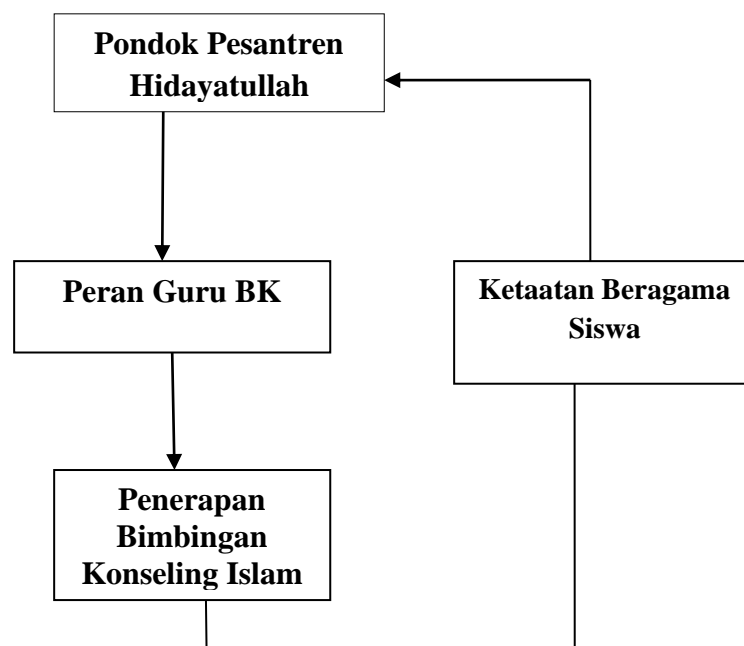 Pondok Pesantren
Hidayatullah
Peran Guru BK
Ketaatan Beragama
Siswa
Penerapan
Bimbingan
Konseling Islam